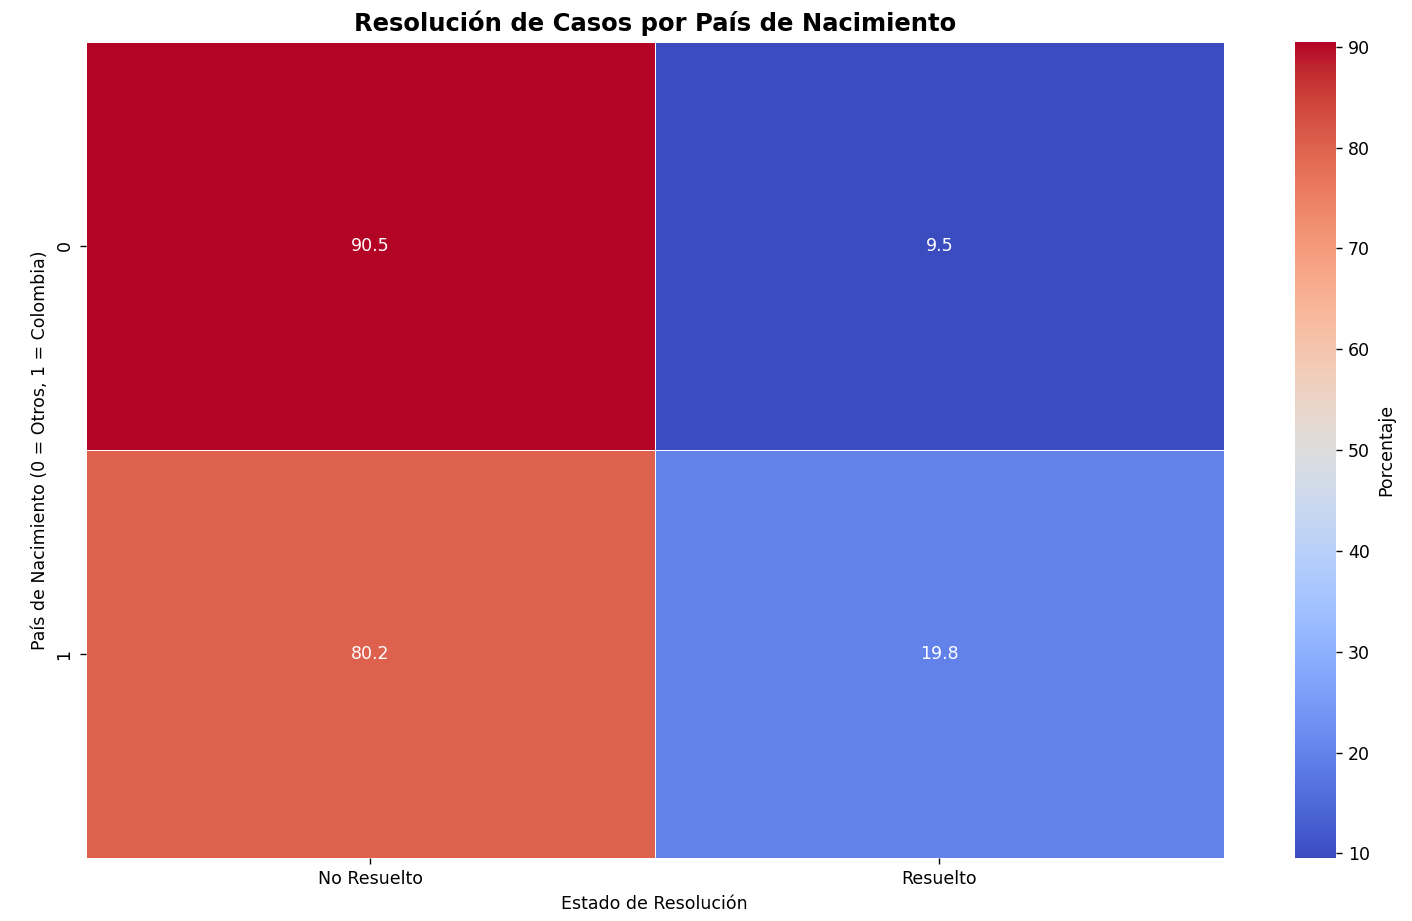 Resolución de Casos por País de Nacimiento
País de Nacimiento (0 = Otros, 1 = Colombia)
0
1
90.5
9.5
80.2
19.8
No Resuelto
Resuelto
Estado de Resolución
90
80
70
60
50
40
30
20
10
Porcentaje